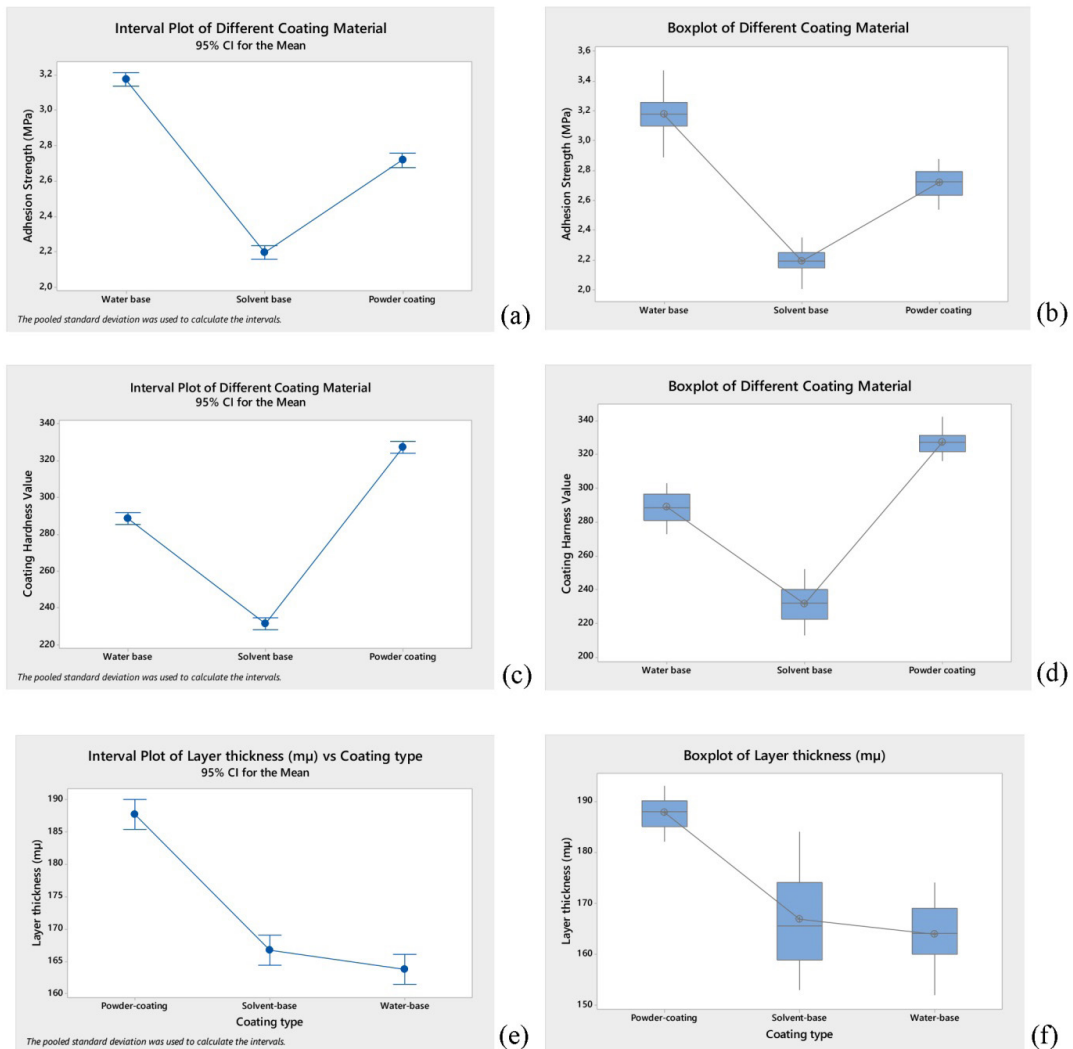 Interval Plot of Different Coating Material
95% CI for the Mean
Adhesion Strength (MPa)
3,2
3,0
2,8
2,6
2,4
2,2
2,0
Water base
Solvent base
Powder coating
The pooled standard deviation was used to calculate the intervals.
(a)
Boxplot of Different Coating Material
Adhesion Strength (MPa)
3,6
3,4
3,2
3,0
2,8
2,6
2,4
2,2
2,0
Water base
Solvent base
Powder coating
(b)
Interval Plot of Different Coating Material
95% CI for the Mean
Coating Hardness Value
340
320
300
280
260
240
220
Water base
Solvent base
Powder coating
The pooled standard deviation was used to calculate the intervals.
(c)
Boxplot of Different Coating Material
Coating Harness Value
340
320
300
280
260
240
220
200
Water base
Solvent base
Powder coating
(d)
Interval Plot of Layer thickness (mµ) vs Coating type
95% CI for the Mean
Layer thickness (mµ)
190
185
180
175
170
165
160
Powder-coating
Solvent-base
Water-base
Coating type
The pooled standard deviation was used to calculate the intervals.
(e)
Boxplot of Layer thickness (mµ)
Layer thickness (mµ)
190
180
170
160
150
Powder-coating
Solvent-base
Water-base
Coating type
(f)